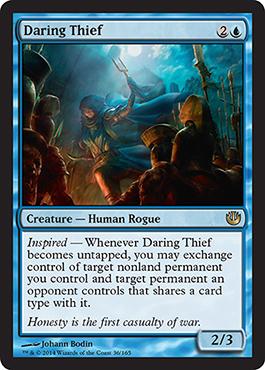 Daring Thief 2
Creature — Human Rogue
Inspired — Whenever Daring Thief
becomes untapped, you may exchange
control of target nonland permanent
you control and target permanent an
opponent controls that shares a card
type with it.
Honesty is the first casualty of war.
2/3
Johann Bodin
™ & © 2014 Wizards of the Coast 36/165